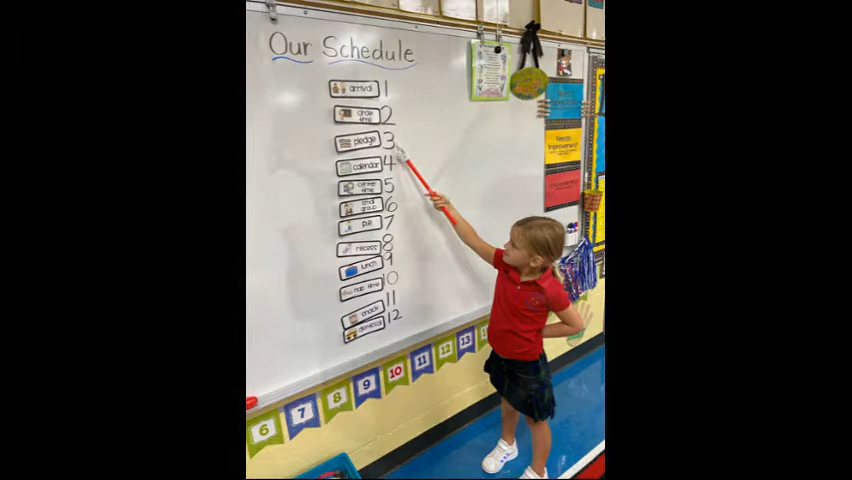 Our Schedule
arrival 1
circle time 2
pledge 3
calendar 4
center time 5
small group 6
p.e. 7
recess 8
lunch 9
nap time 10
snack 11
dismissal 12
Needs Improvement
6 7 8 9 10 11 12 13